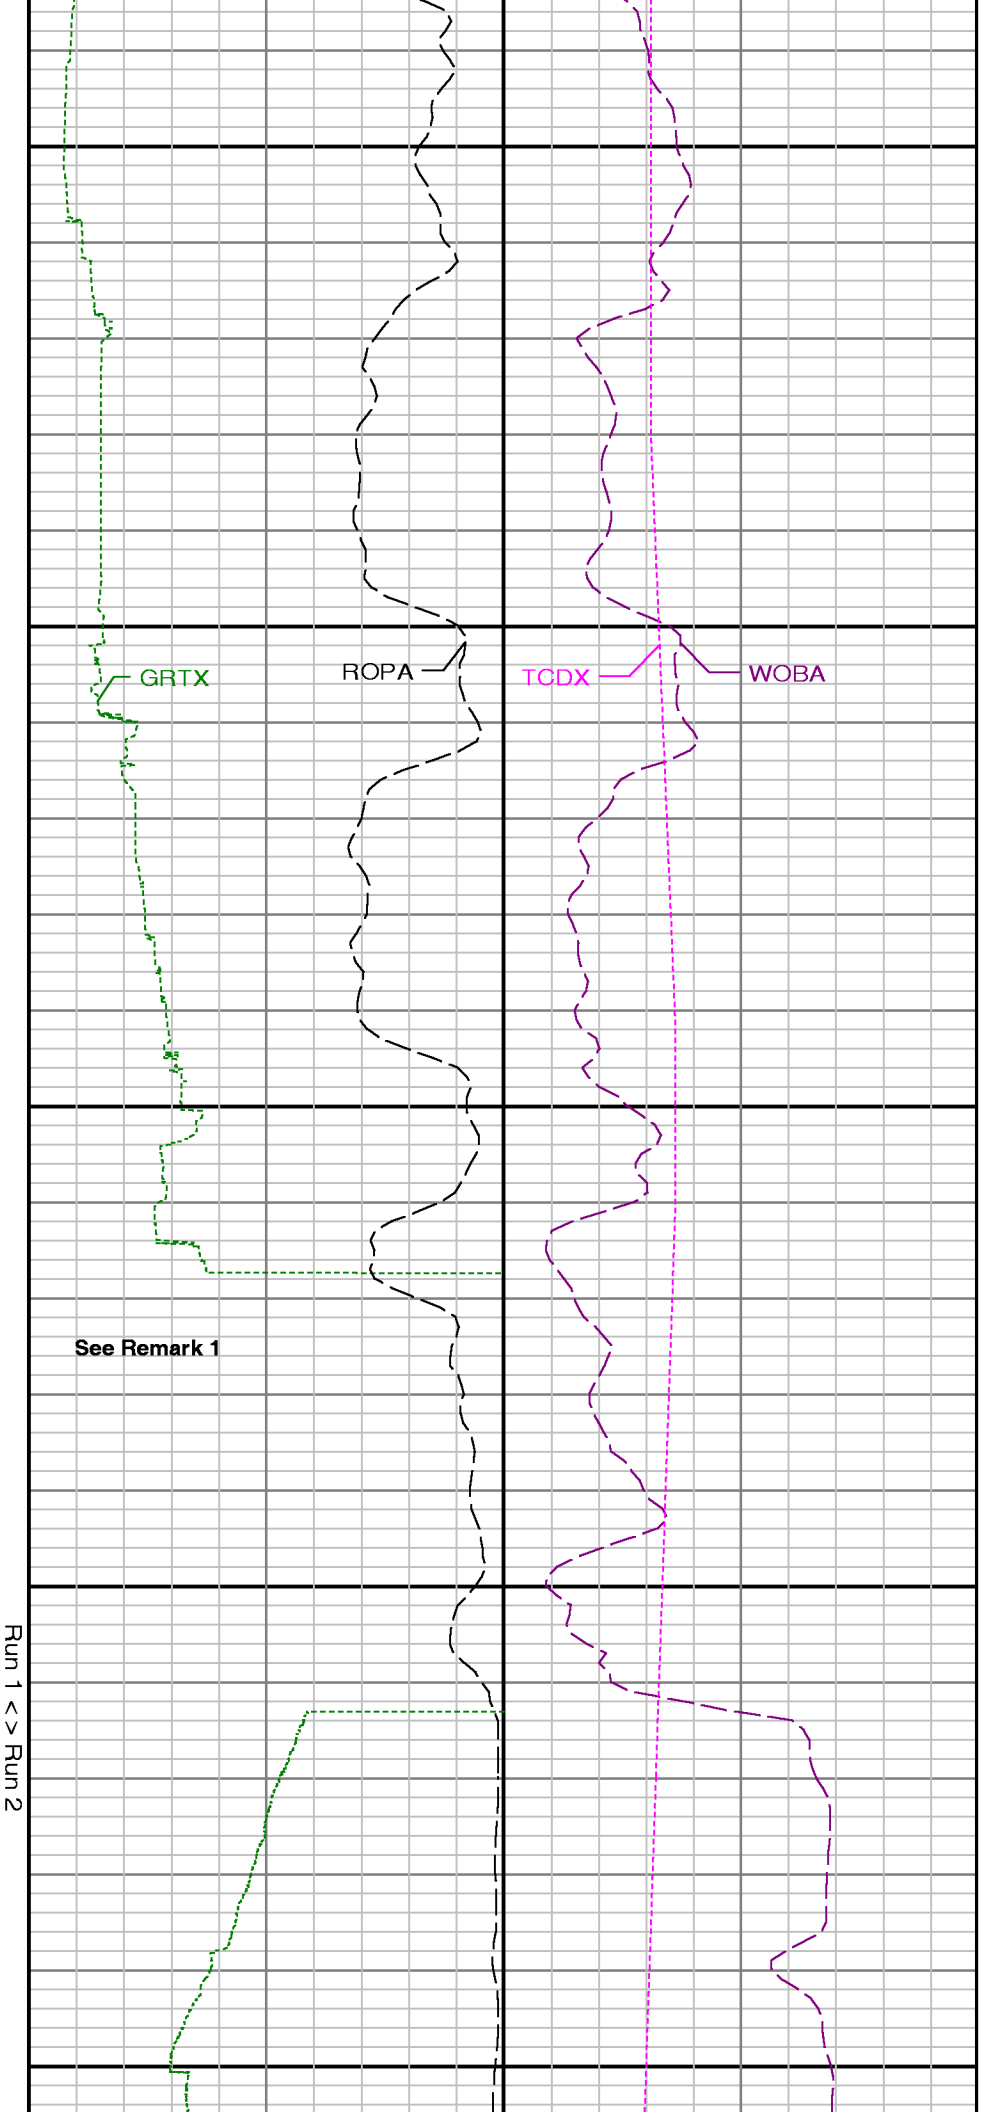 GRTX
ROPA
TCDX
WOBA
See Remark 1
Run 1 < > Run 2